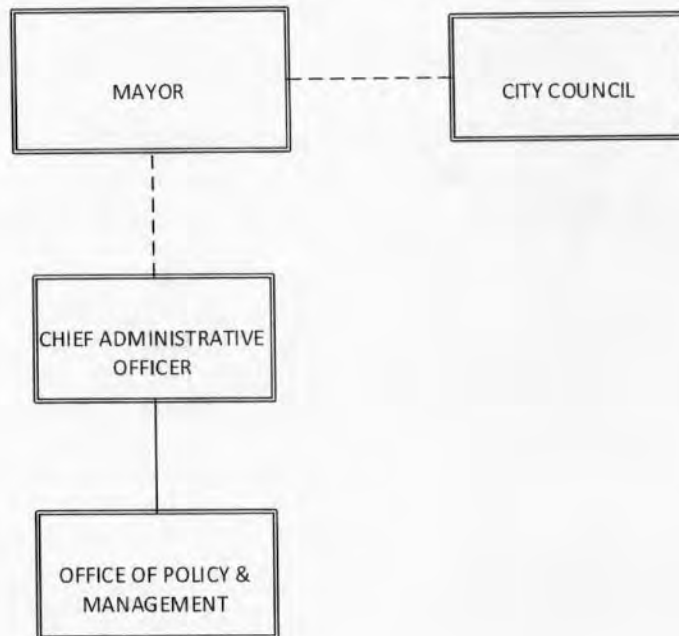 MAYOR
CITY COUNCIL
CHIEF ADMINISTRATIVE
OFFICER
OFFICE OF POLICY &
MANAGEMENT